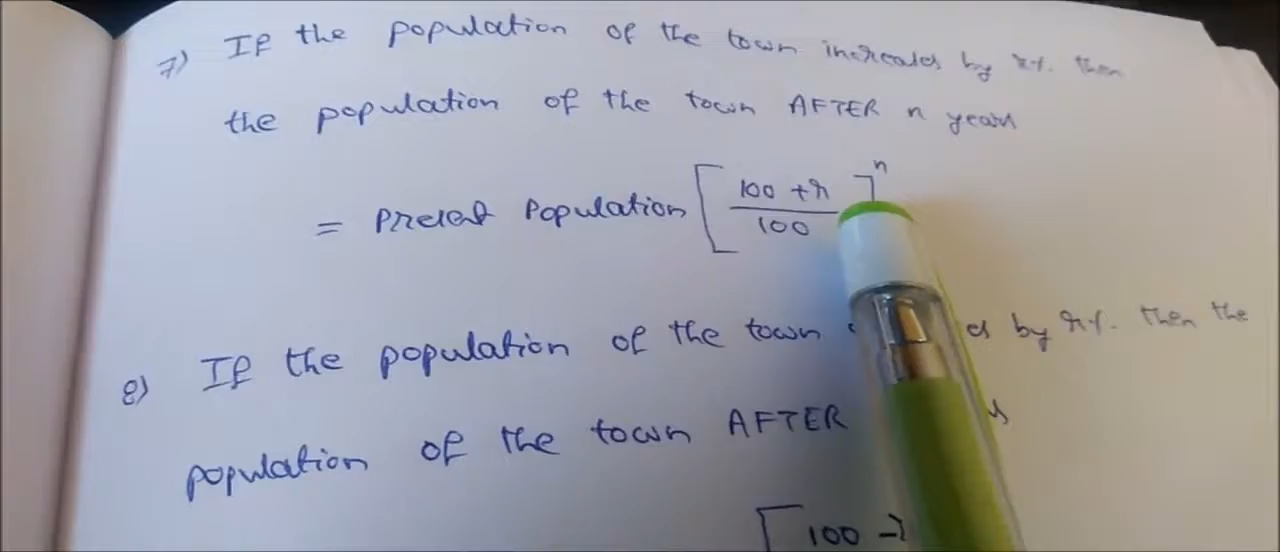 7) If the population of the town increases by r%. then
the population of the town AFTER n years
= Present Population [ 100 + r / 100 ]ⁿ
8) If the population of the town by r%. then the
population of the town AFTER
[ 100 -